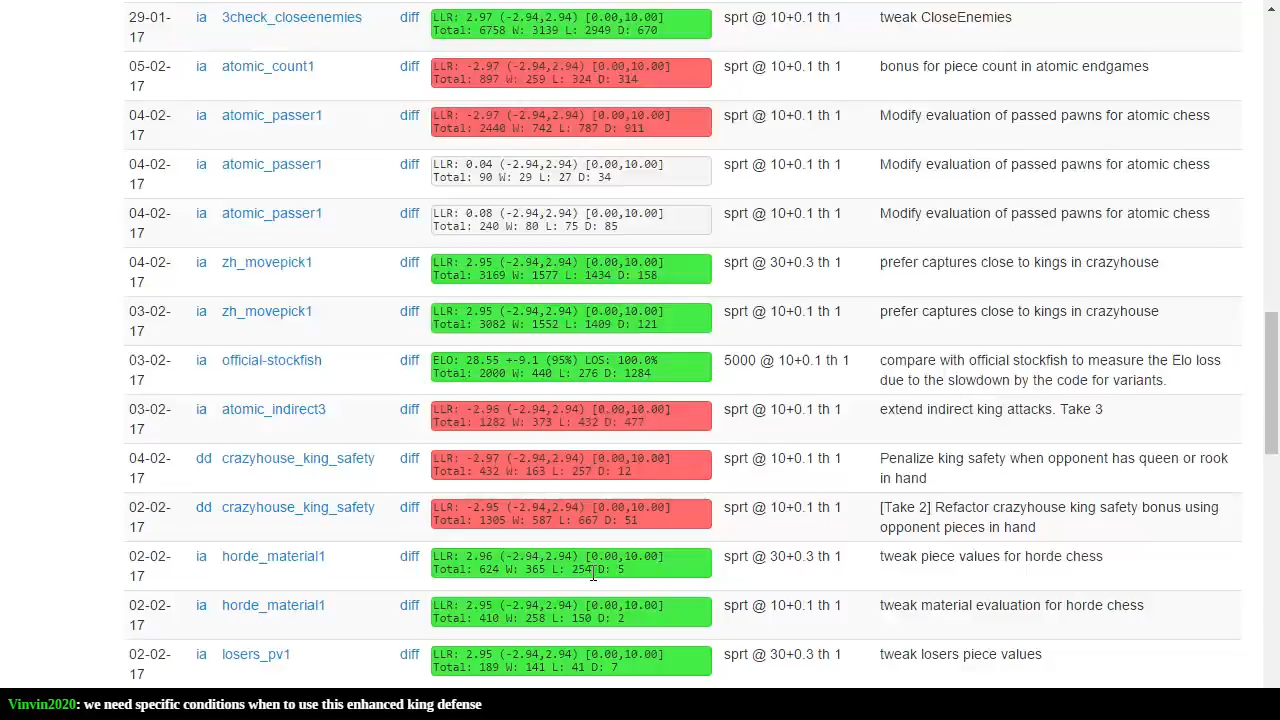 29-01-17 ia 3check_closeenemies diff LLR: 2.97 (-2.94,2.94) [0.00,10.00] sprt @ 10+0.1 th 1 tweak CloseEnemies
Total: 6758 W: 3139 L: 2949 D: 670
05-02-17 ia atomic_count1 diff LLR: -2.97 (-2.94,2.94) [0.00,10.00] sprt @ 10+0.1 th 1 bonus for piece count in atomic endgames
Total: 897 W: 259 L: 324 D: 314
04-02-17 ia atomic_passer1 diff LLR: -2.97 (-2.94,2.94) [0.00,10.00] sprt @ 10+0.1 th 1 Modify evaluation of passed pawns for atomic chess
Total: 2440 W: 742 L: 787 D: 911
04-02-17 ia atomic_passer1 diff LLR: 0.04 (-2.94,2.94) [0.00,10.00] sprt @ 10+0.1 th 1 Modify evaluation of passed pawns for atomic chess
Total: 90 W: 29 L: 27 D: 34
04-02-17 ia atomic_passer1 diff LLR: 0.08 (-2.94,2.94) [0.00,10.00] sprt @ 10+0.1 th 1 Modify evaluation of passed pawns for atomic chess
Total: 240 W: 80 L: 75 D: 85
04-02-17 ia zh_movepick1 diff LLR: 2.95 (-2.94,2.94) [0.00,10.00] sprt @ 30+0.3 th 1 prefer captures close to kings in crazyhouse
Total: 3169 W: 1577 L: 1434 D: 158
03-02-17 ia zh_movepick1 diff LLR: 2.95 (-2.94,2.94) [0.00,10.00] sprt @ 10+0.1 th 1 prefer captures close to kings in crazyhouse
Total: 3082 W: 1552 L: 1409 D: 121
03-02-17 ia official-stockfish diff ELO: 28.55 +-9.1 (95%) LOS: 100.0% 5000 @ 10+0.1 th 1 compare with official stockfish to measure the Elo loss
Total: 2000 W: 440 L: 276 D: 1284 due to the slowdown by the code for variants.
03-02-17 ia atomic_indirect3 diff LLR: -2.96 (-2.94,2.94) [0.00,10.00] sprt @ 10+0.1 th 1 extend indirect king attacks. Take 3
Total: 1282 W: 373 L: 432 D: 477
04-02-17 dd crazyhouse_king_safety diff LLR: -2.97 (-2.94,2.94) [0.00,10.00] sprt @ 10+0.1 th 1 Penalize king safety when opponent has queen or rook
Total: 432 W: 163 L: 257 D: 12 in hand
02-02-17 dd crazyhouse_king_safety diff LLR: -2.95 (-2.94,2.94) [0.00,10.00] sprt @ 10+0.1 th 1 [Take 2] Refactor crazyhouse king safety bonus using
Total: 1305 W: 587 L: 667 D: 51 opponent pieces in hand
02-02-17 ia horde_material1 diff LLR: 2.96 (-2.94,2.94) [0.00,10.00] sprt @ 30+0.3 th 1 tweak piece values for horde chess
Total: 624 W: 365 L: 254 D: 5
02-02-17 ia horde_material1 diff LLR: 2.95 (-2.94,2.94) [0.00,10.00] sprt @ 10+0.1 th 1 tweak material evaluation for horde chess
Total: 410 W: 258 L: 150 D: 2
02-02-17 ia losers_pv1 diff LLR: 2.95 (-2.94,2.94) [0.00,10.00] sprt @ 30+0.3 th 1 tweak losers piece values
Total: 189 W: 141 L: 41 D: 7
Vinvin2020: we need specific conditions when to use this enhanced king defense